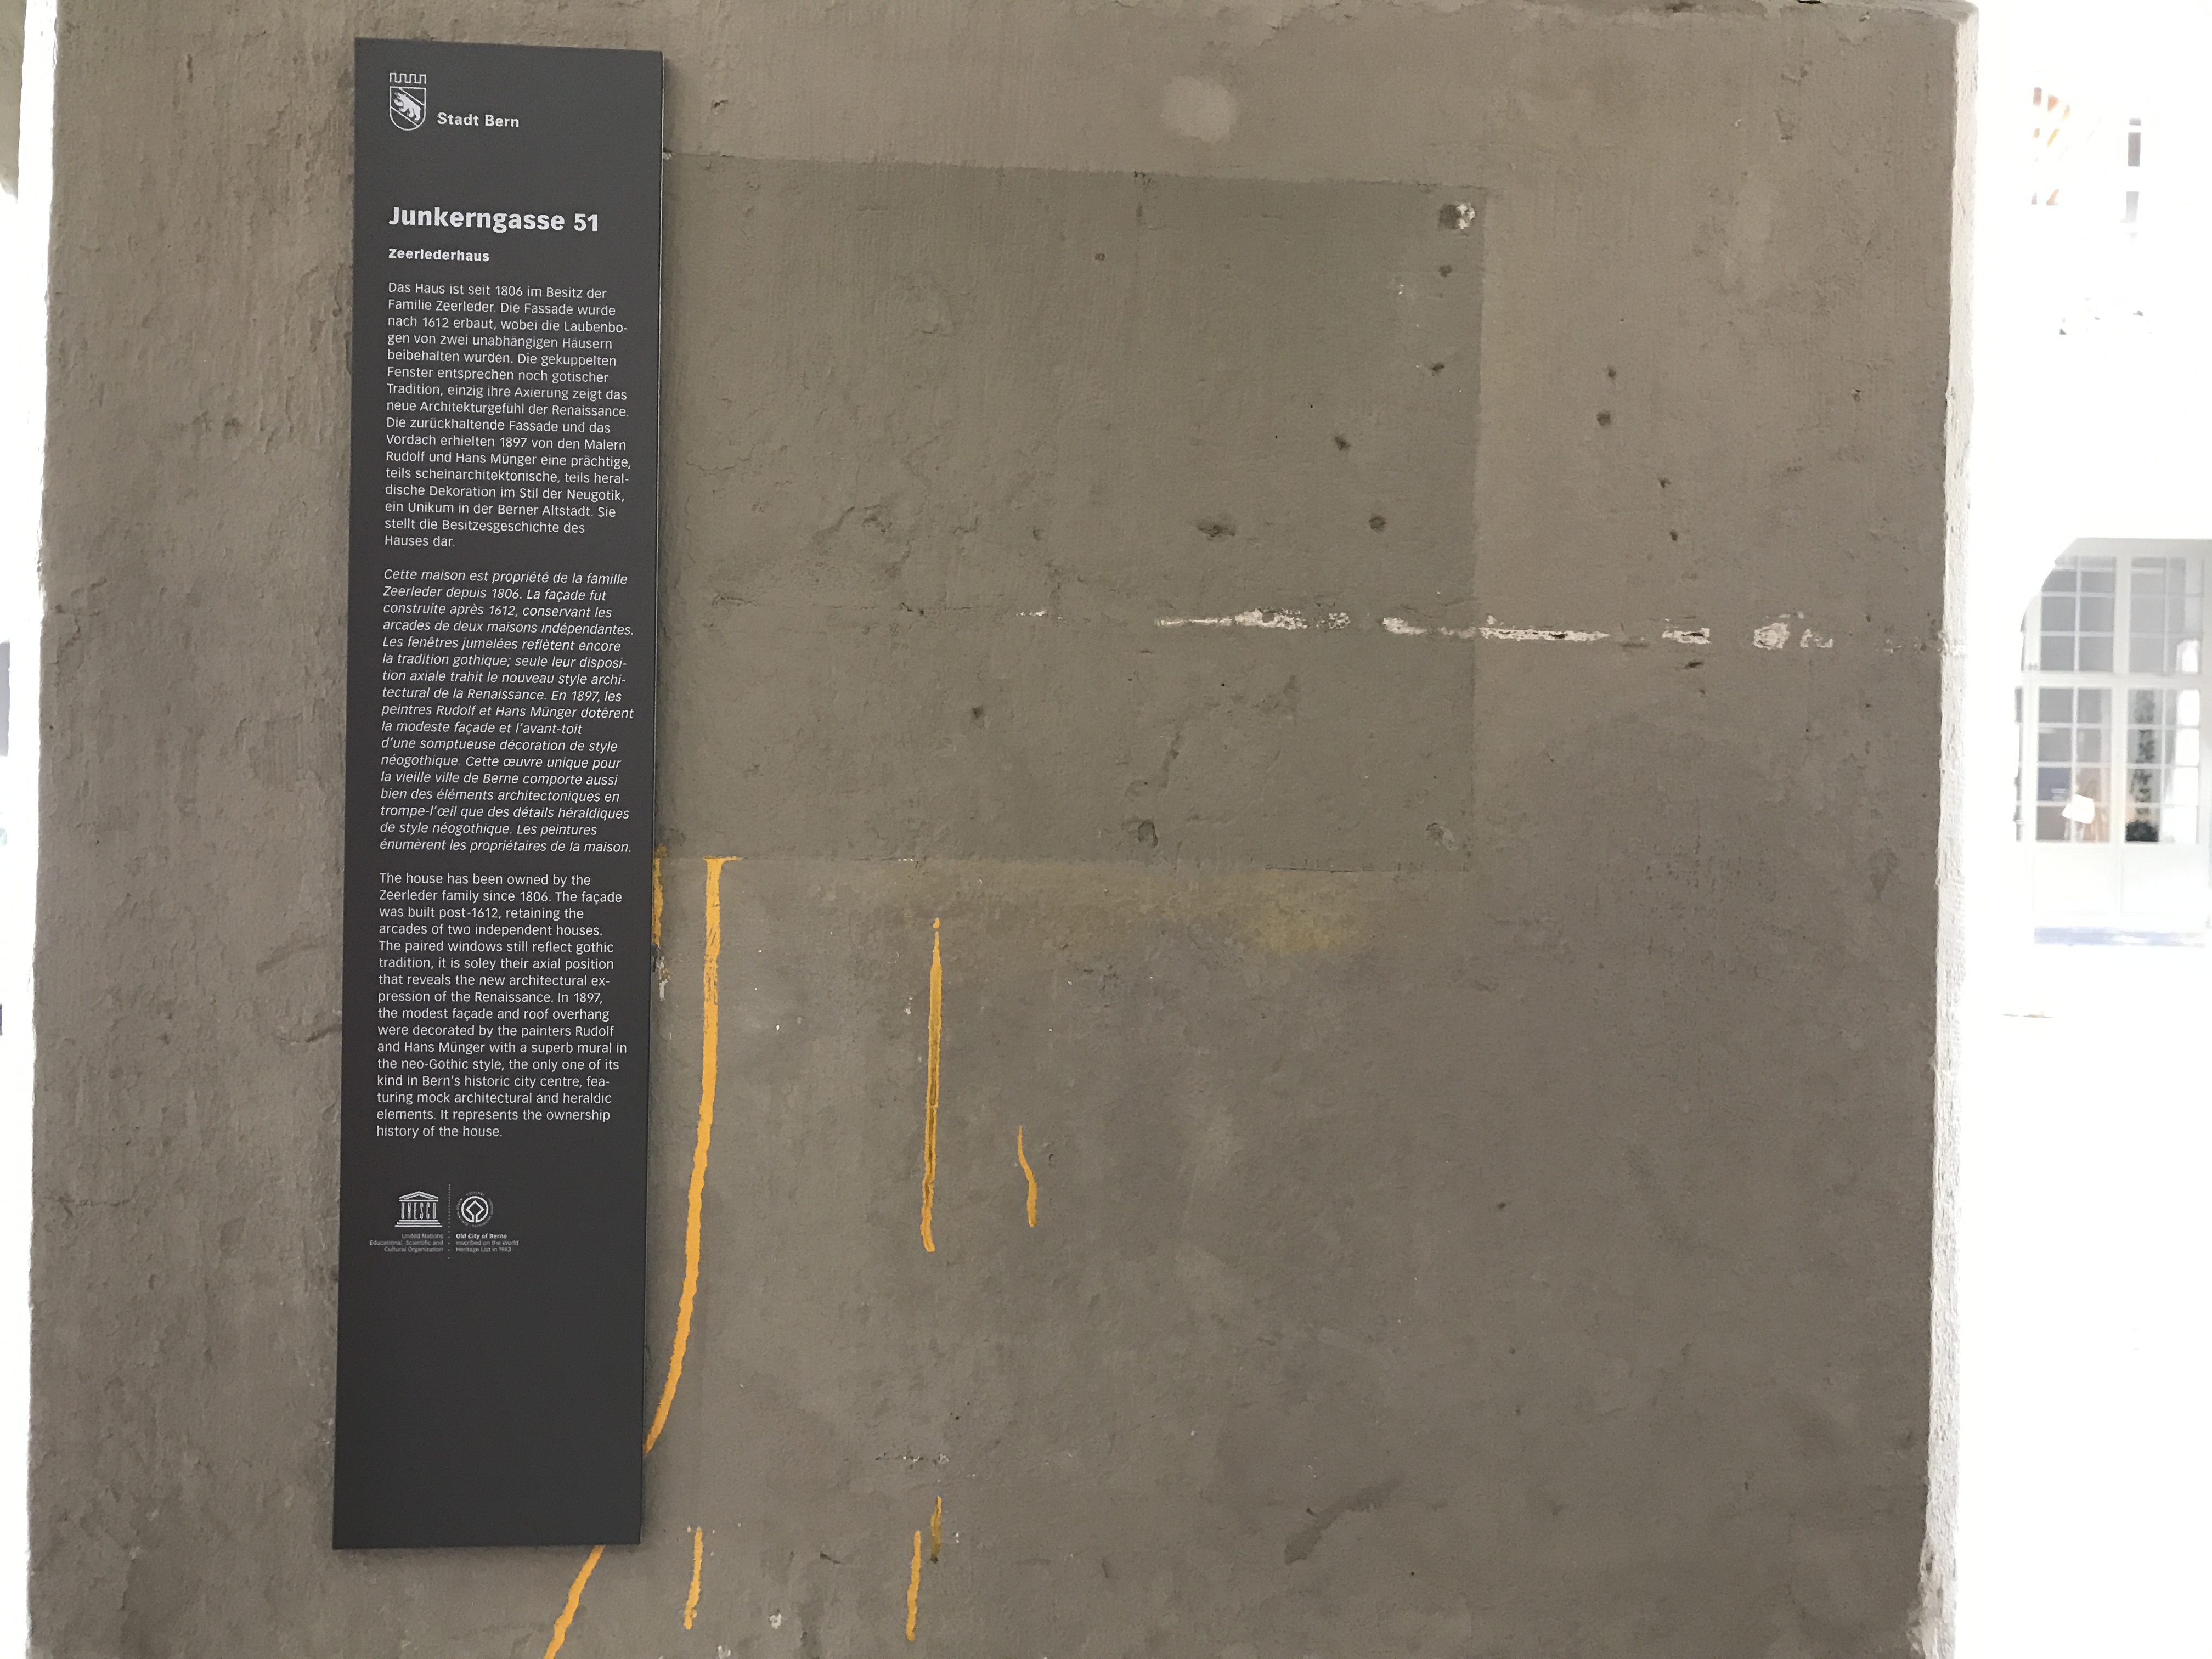 Stadt Bern
Junkerngasse 51
Zeerlederhaus
Das Haus ist seit 1806 im Besitz der
Familie Zeerleder. Die Fassade wurde
nach 1612 erbaut, wobei die Laubenbo-
gen von zwei unabhängigen Häusern
beibehalten wurden. Die gekuppelten
Fenster entsprechen noch gotischer
Tradition, einzig ihre Axierung zeigt das
neue Architekturgefühl der Renaissance.
Die zurückhaltende Fassade und das
Vordach erhielten 1897 von den Malern
Rudolf und Hans Münger eine prächtige,
teils scheinarchitektonische, teils heral-
dische Dekoration im Stil der Neugotik,
ein Unikum in der Berner Altstadt. Sie
stellt die Besitzesgeschichte des
Hauses dar.
Cette maison est propriété de la famille
Zeerleder depuis 1806. La façade fut
construite après 1612, conservant les
arcades de deux maisons indépendantes.
Les fenêtres jumelées reflètent encore
la tradition gothique; seule leur disposi-
tion axiale trahit le nouveau style archi-
tectural de la Renaissance. En 1897, les
peintres Rudolf et Hans Münger dotèrent
la modeste façade et l'avant-toit
d'une somptueuse décoration de style
néogothique. Cette œuvre unique pour
la vieille ville de Berne comporte aussi
bien des éléments architectoniques en
trompe-l'œil que des détails héraldiques
de style néogothique. Les peintures
énumèrent les propriétaires de la maison.
The house has been owned by the
Zeerleder family since 1806. The façade
was built post-1612, retaining the
arcades of two independent houses.
The paired windows still reflect gothic
tradition, it is soley their axial position
that reveals the new architectural ex-
pression of the Renaissance. In 1897,
the modest façade and roof overhang
were decorated by the painters Rudolf
and Hans Münger with a superb mural in
the neo-Gothic style, the only one of its
kind in Bern's historic city centre, fea-
turing mock architectural and heraldic
elements. It represents the ownership
history of the house.
UNESCO
United Nations
Educational, Scientific and
Cultural Organization
Old City of Berne
inscribed on the World
Heritage List in 1983